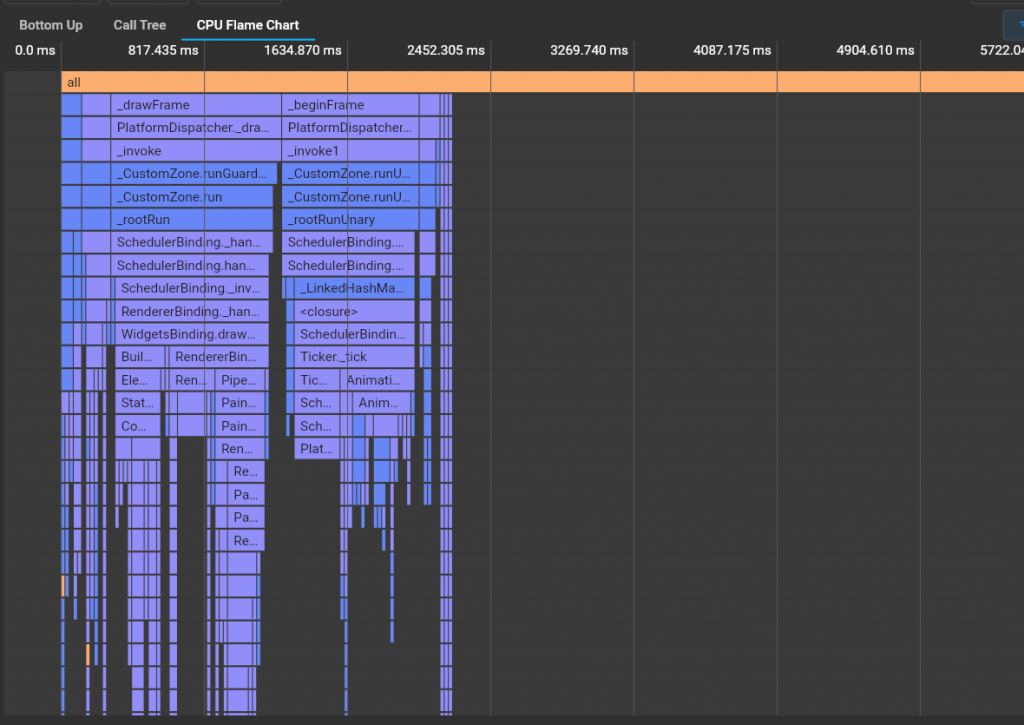 Bottom Up Call Tree CPU Flame Chart
0.0 ms 817.435 ms 1634.870 ms 2452.305 ms 3269.740 ms 4087.175 ms 4904.610 ms 5722.04
all
_drawFrame _beginFrame
PlatformDispatcher._dra... PlatformDispatcher...
_invoke _invoke1
_CustomZone.runGuard... _CustomZone.runU...
_CustomZone.run _CustomZone.runU...
_rootRun _rootRunUnary
SchedulerBinding._han... SchedulerBinding....
SchedulerBinding.han... SchedulerBinding....
SchedulerBinding._inv... _LinkedHashMa...
RendererBinding._han... <closure>
WidgetsBinding.draw... SchedulerBindin...
Buil... RendererBin... Ticker._tick
Ele... Ren... Pipe... Tic... Animati...
Stat... Pain... Sch... Anim...
Co... Pain... Sch...
Ren... Plat...
Re...
Pa...
Pa...
Re...